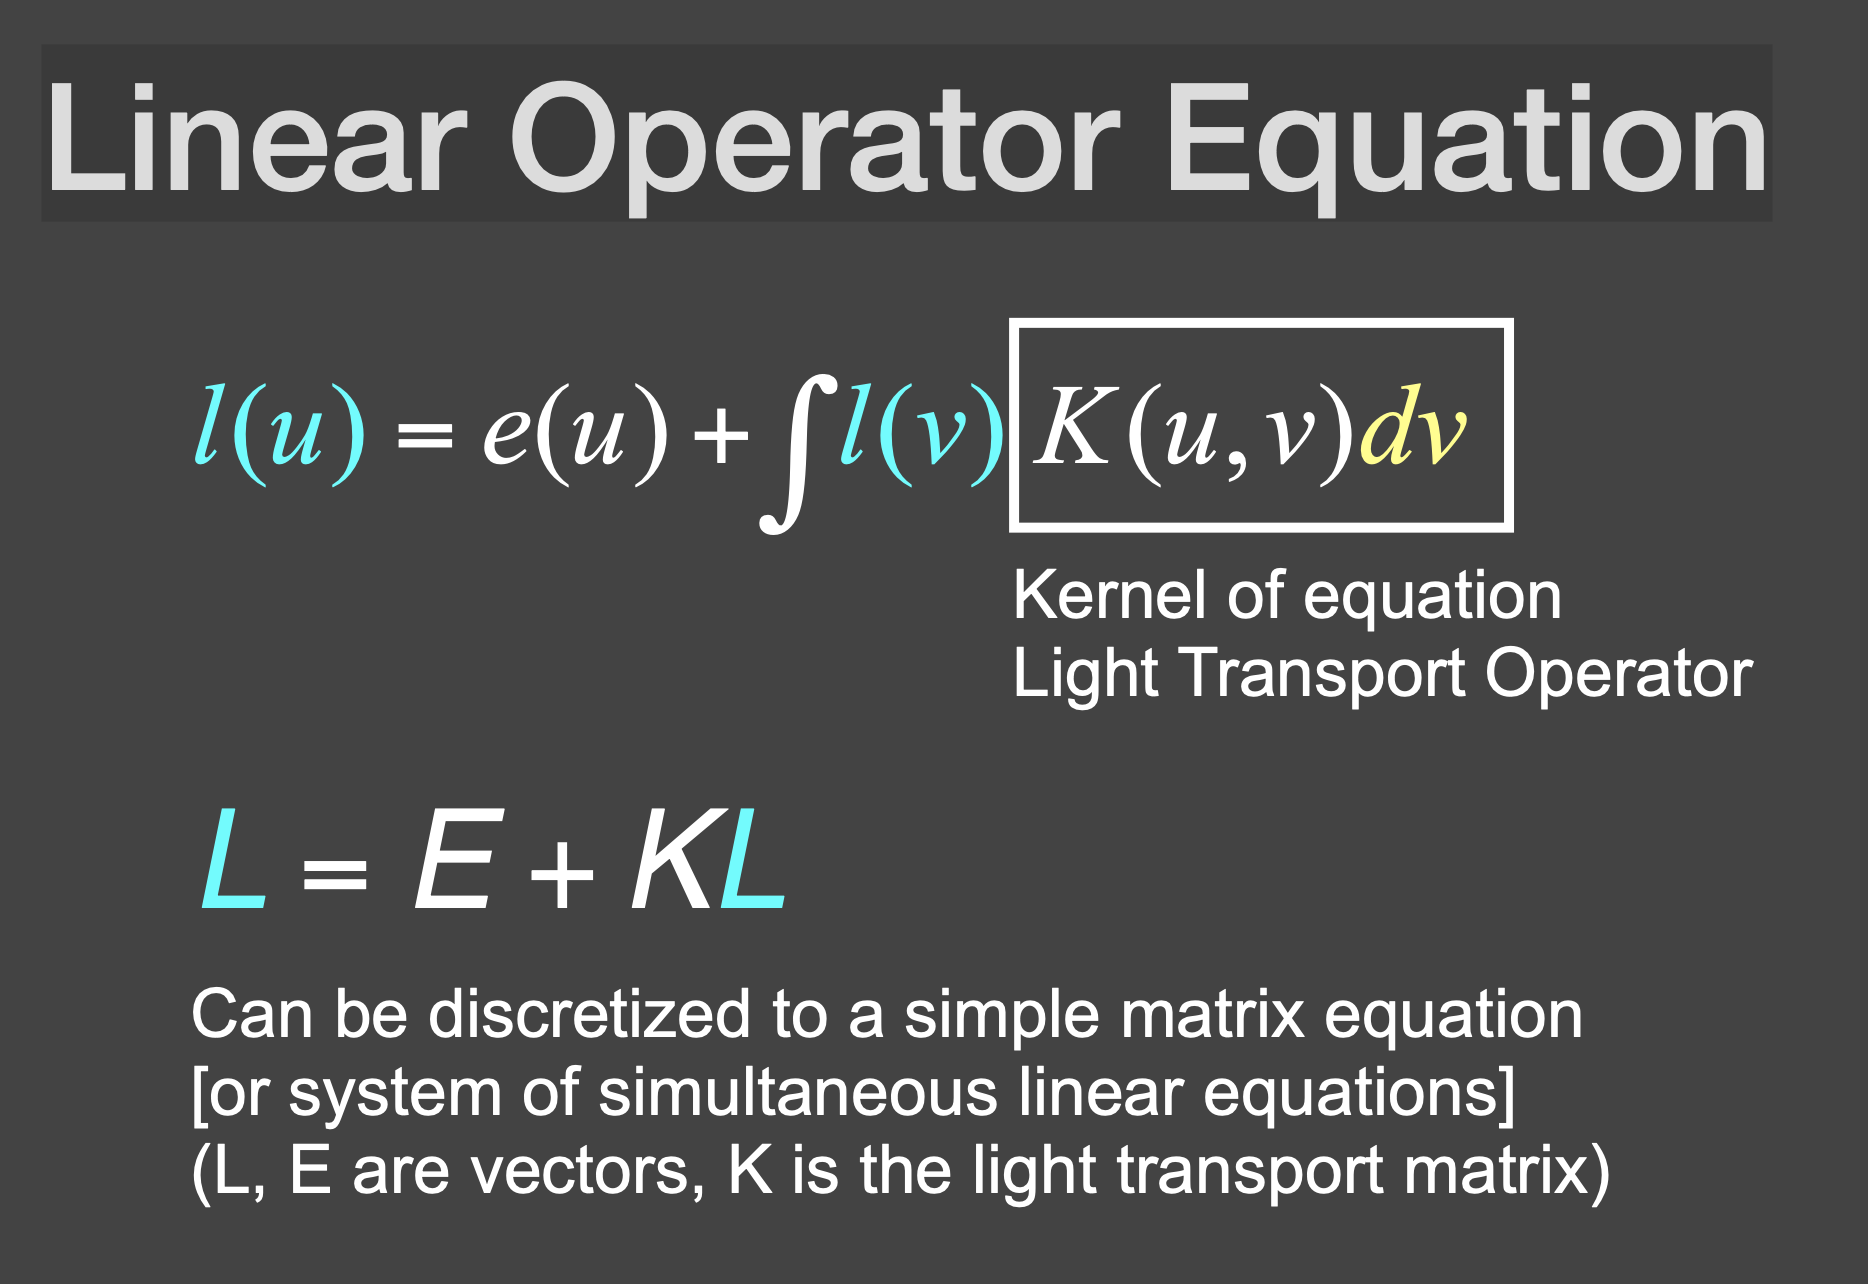 Linear Operator Equation
l(u) = e(u) + ∫ l(v) K(u, v)dv
Kernel of equation
Light Transport Operator
L = E + KL
Can be discretized to a simple matrix equation
[or system of simultaneous linear equations]
(L, E are vectors, K is the light transport matrix)